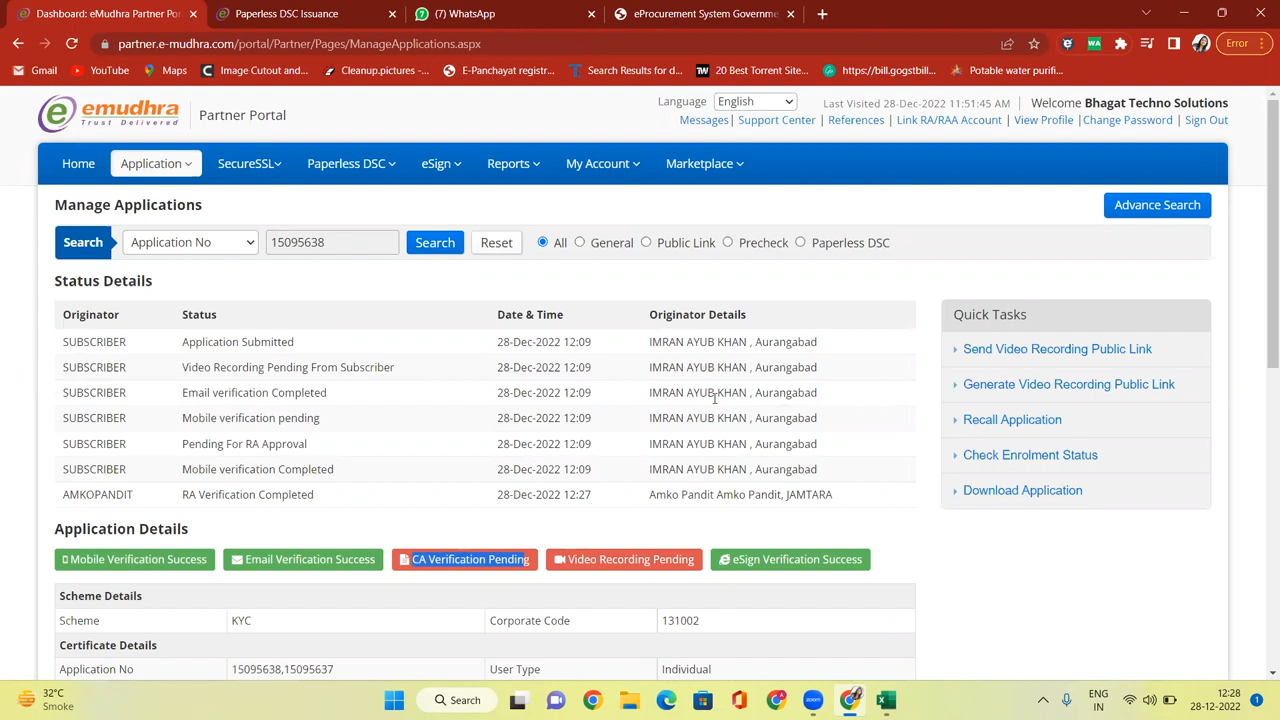 Dashboard: eMudhra Partner Por
Paperless DSC Issuance
(7) WhatsApp
eProcurement System Governme
partner.e-mudhra.com/portal/Partner/Pages/ManageApplications.aspx
Error
Gmail
YouTube
Maps
Image Cutout and...
Cleanup.pictures -...
E-Panchayat registr...
Search Results for d...
20 Best Torrent Site...
https://bill.gogstbill...
Potable water purifi...
emudhra
Trust Delivered
Partner Portal
Language English
Last Visited 28-Dec-2022 11:51:45 AM
Welcome Bhagat Techno Solutions
Messages| Support Center | References | Link RA/RAA Account | View Profile |Change Password | Sign Out
Home Application SecureSSL Paperless DSC eSign Reports My Account Marketplace
Manage Applications
Advance Search
Search Application No 15095638 Search Reset All General Public Link Precheck Paperless DSC
Status Details
Originator Status Date & Time Originator Details
SUBSCRIBER Application Submitted 28-Dec-2022 12:09 IMRAN AYUB KHAN , Aurangabad
SUBSCRIBER Video Recording Pending From Subscriber 28-Dec-2022 12:09 IMRAN AYUB KHAN , Aurangabad
SUBSCRIBER Email verification Completed 28-Dec-2022 12:09 IMRAN AYUB KHAN , Aurangabad
SUBSCRIBER Mobile verification pending 28-Dec-2022 12:09 IMRAN AYUB KHAN , Aurangabad
SUBSCRIBER Pending For RA Approval 28-Dec-2022 12:09 IMRAN AYUB KHAN , Aurangabad
SUBSCRIBER Mobile verification Completed 28-Dec-2022 12:09 IMRAN AYUB KHAN , Aurangabad
AMKOPANDIT RA Verification Completed 28-Dec-2022 12:27 Amko Pandit Amko Pandit, JAMTARA
Quick Tasks
Send Video Recording Public Link
Generate Video Recording Public Link
Recall Application
Check Enrolment Status
Download Application
Application Details
Mobile Verification Success
Email Verification Success
CA Verification Pending
Video Recording Pending
eSign Verification Success
Scheme Details
Scheme KYC Corporate Code 131002
Certificate Details
Application No 15095638,15095637 User Type Individual
32°C
Smoke
Search
zoom
ENG
IN
12:28
28-12-2022
1